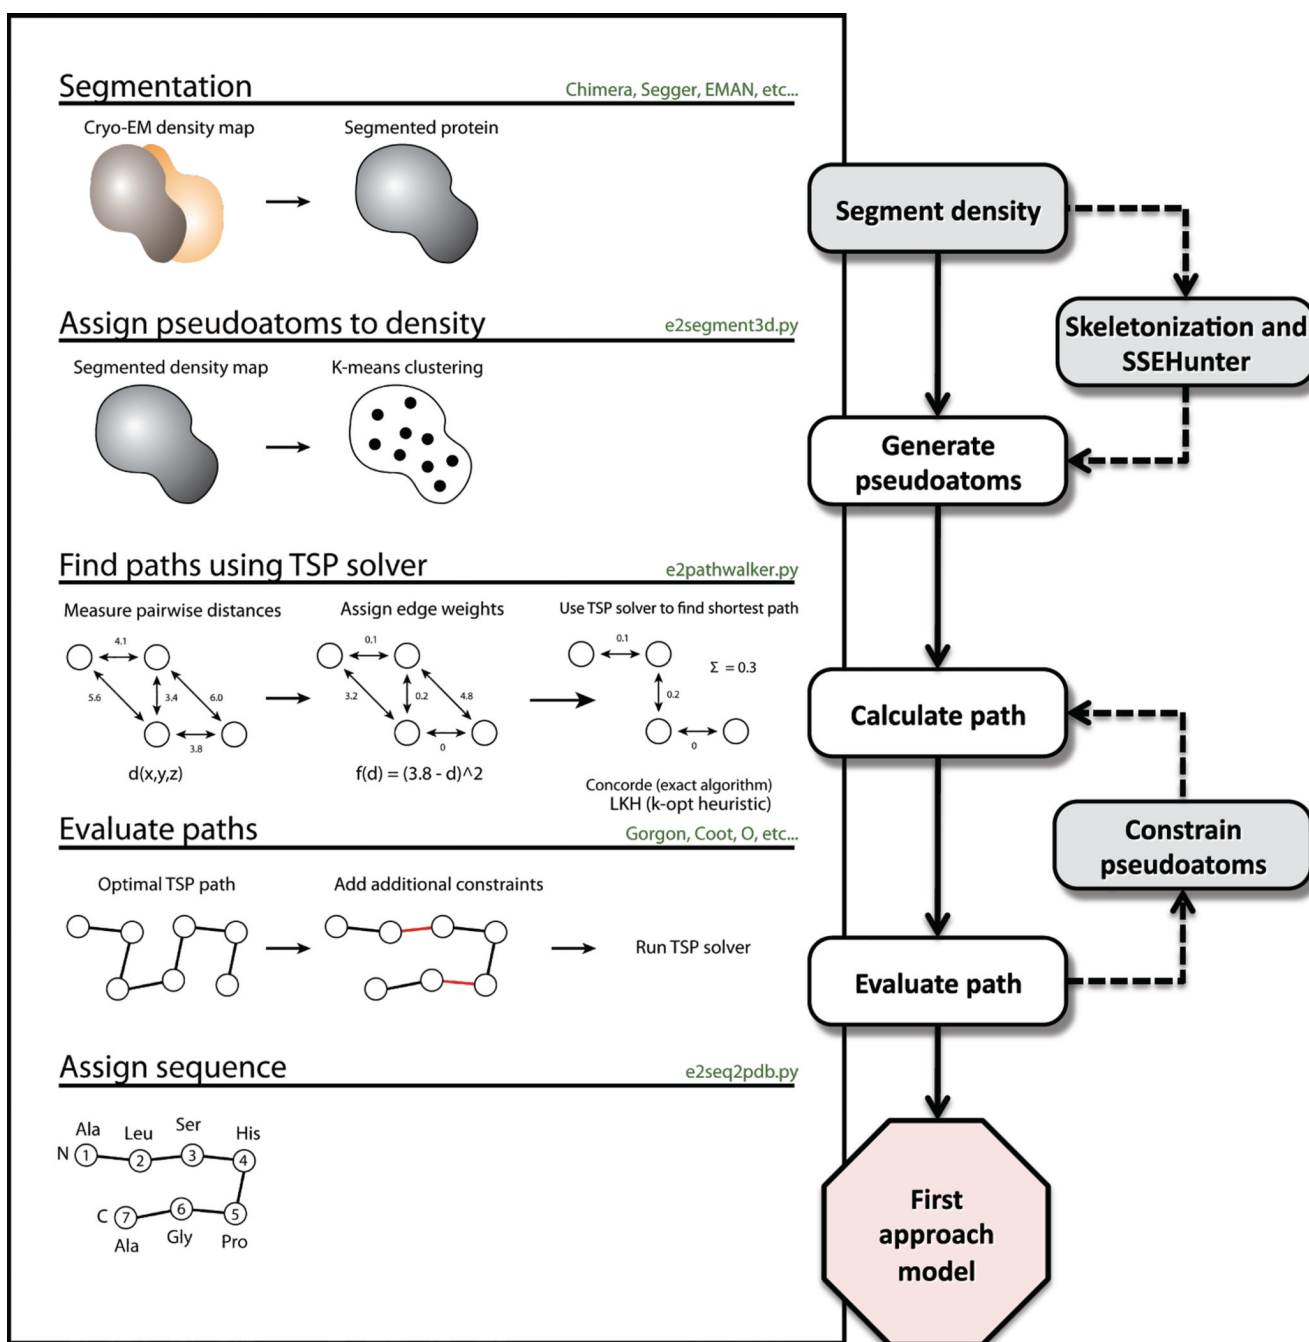 Segmentation
Chimera, Segger, EMAN, etc...
Cryo-EM density map
Segmented protein
Assign pseudoatoms to density
e2segment3d.py
Segmented density map
K-means clustering
Find paths using TSP solver
e2pathwalker.py
Measure pairwise distances
Assign edge weights
Use TSP solver to find shortest path
4.1
5.6
3.4
6.0
3.8
d(x,y,z)
0.1
3.2
0.2
4.8
0
f(d) = (3.8 - d)^2
0.1
Σ = 0.3
0.2
0
Concorde (exact algorithm)
LKH (k-opt heuristic)
Evaluate paths
Gorgon, Coot, O, etc...
Optimal TSP path
Add additional constraints
Run TSP solver
Assign sequence
e2seq2pdb.py
Ala
Leu
Ser
His
N
1
2
3
4
C
7
6
5
Ala
Gly
Pro
Segment density
Skeletonization and
SSEHunter
Generate
pseudoatoms
Calculate path
Constrain
pseudoatoms
Evaluate path
First
approach
model